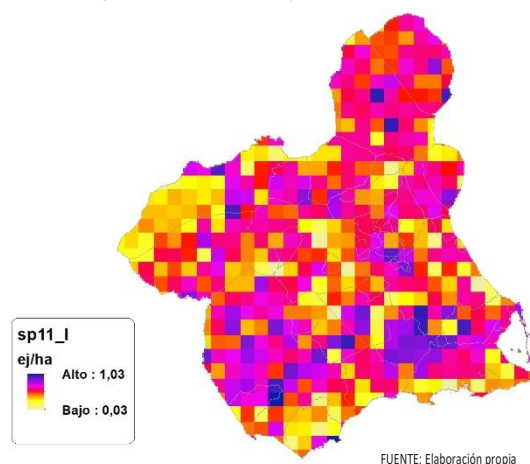 sp11_l
ej/ha
Alto : 1,03
Bajo : 0,03
FUENTE: Elaboración propia